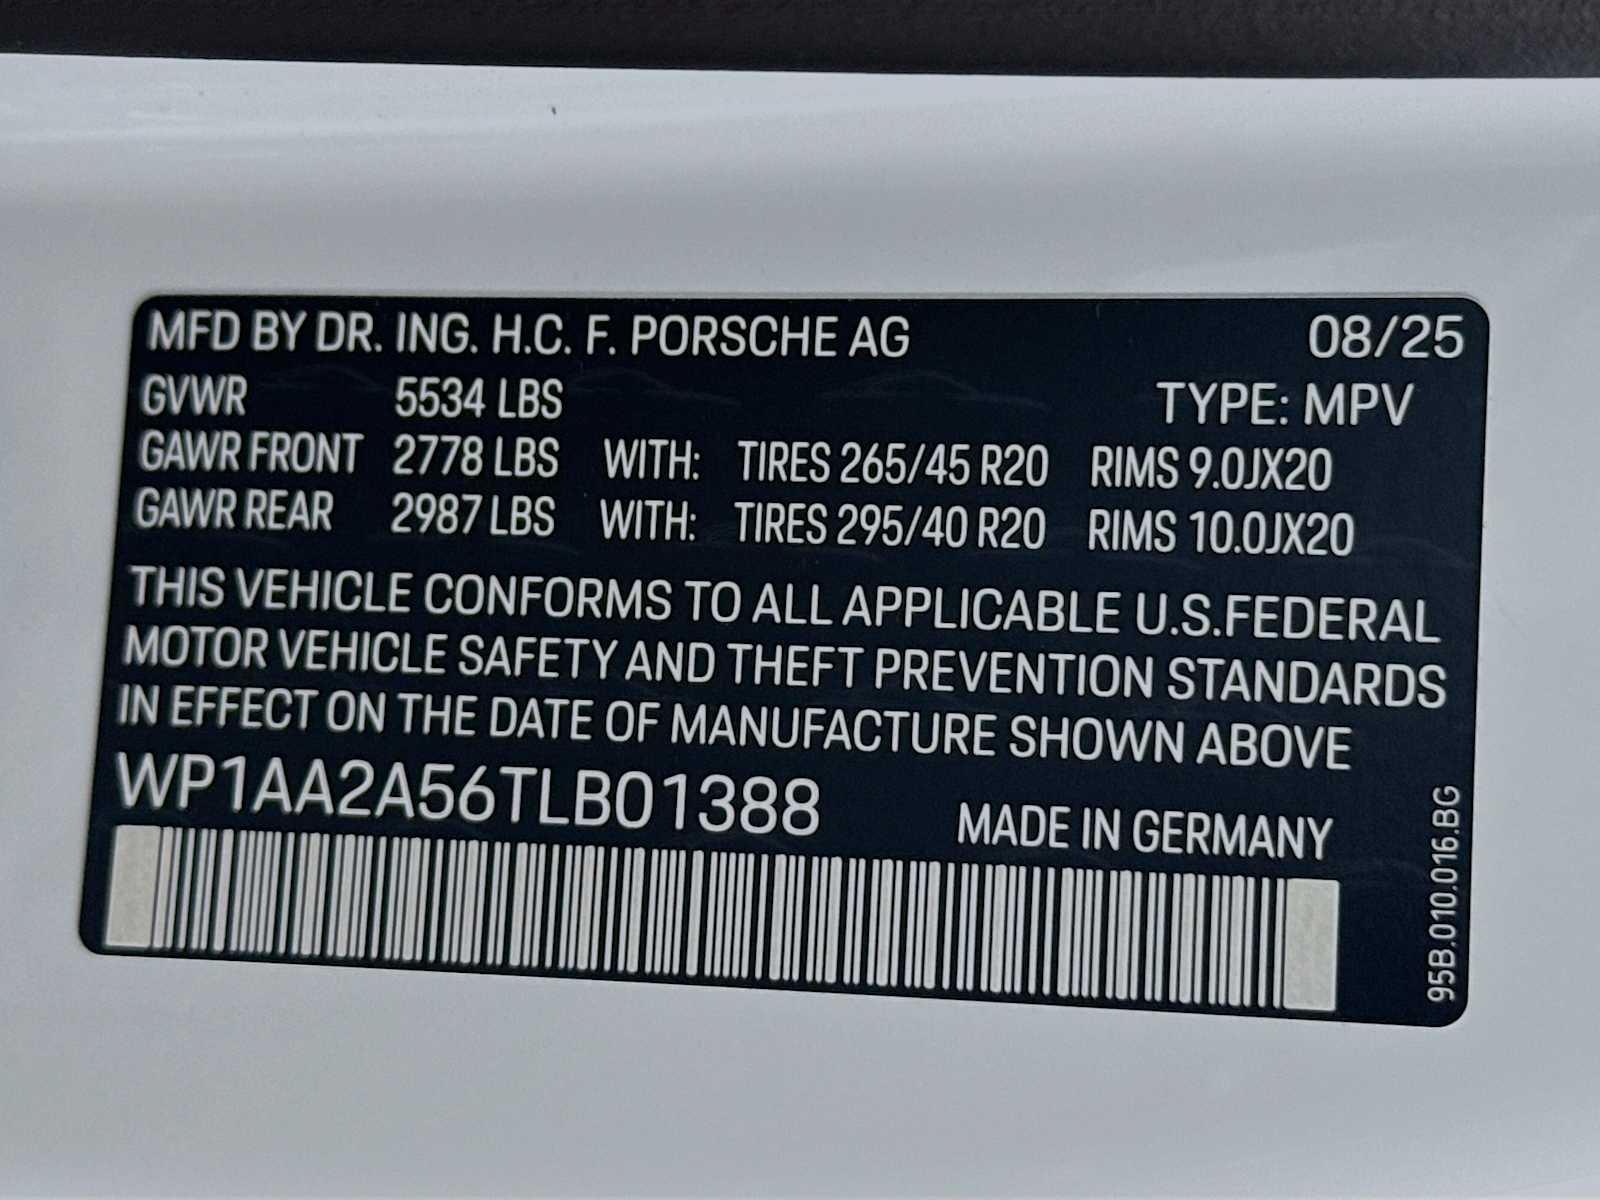 MFD BY DR. ING. H.C. F. PORSCHE AG 08/25
GVWR 5534 LBS TYPE: MPV
GAWR FRONT 2778 LBS WITH: TIRES 265/45 R20 RIMS 9.0JX20
GAWR REAR 2987 LBS WITH: TIRES 295/40 R20 RIMS 10.0JX20
THIS VEHICLE CONFORMS TO ALL APPLICABLE U.S.FEDERAL
MOTOR VEHICLE SAFETY AND THEFT PREVENTION STANDARDS
IN EFFECT ON THE DATE OF MANUFACTURE SHOWN ABOVE
WP1AA2A56TLB01388
MADE IN GERMANY
95B.010.016.BG